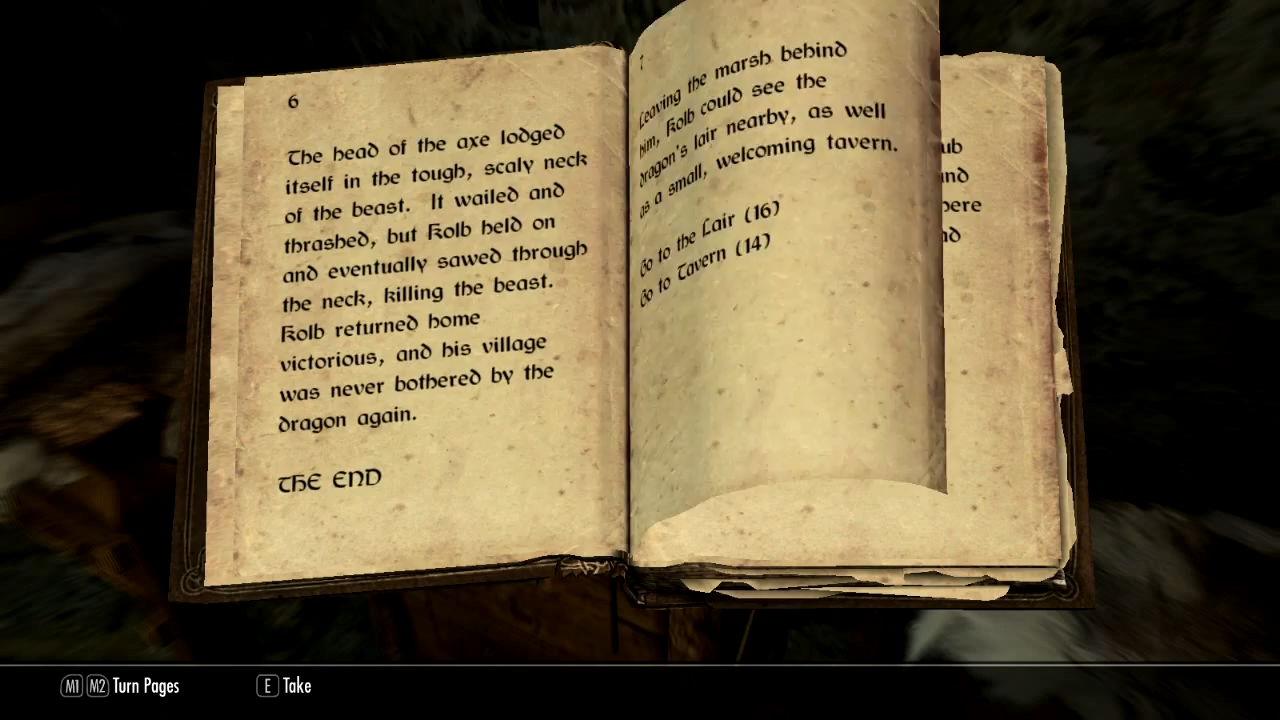 6
The head of the axe lodged
itself in the tough, scaly neck
of the beast. It wailed and
thrashed, but Kolb held on
and eventually sawed through
the neck, killing the beast.
Kolb returned home
victorious, and his village
was never bothered by the
dragon again.
THE END
7
Leaving the marsh behind
him, Kolb could see the
dragon's lair nearby, as well
as a small, welcoming tavern.
Go to the Lair (16)
Go to Tavern (14)
M1 M2 Turn Pages
E Take